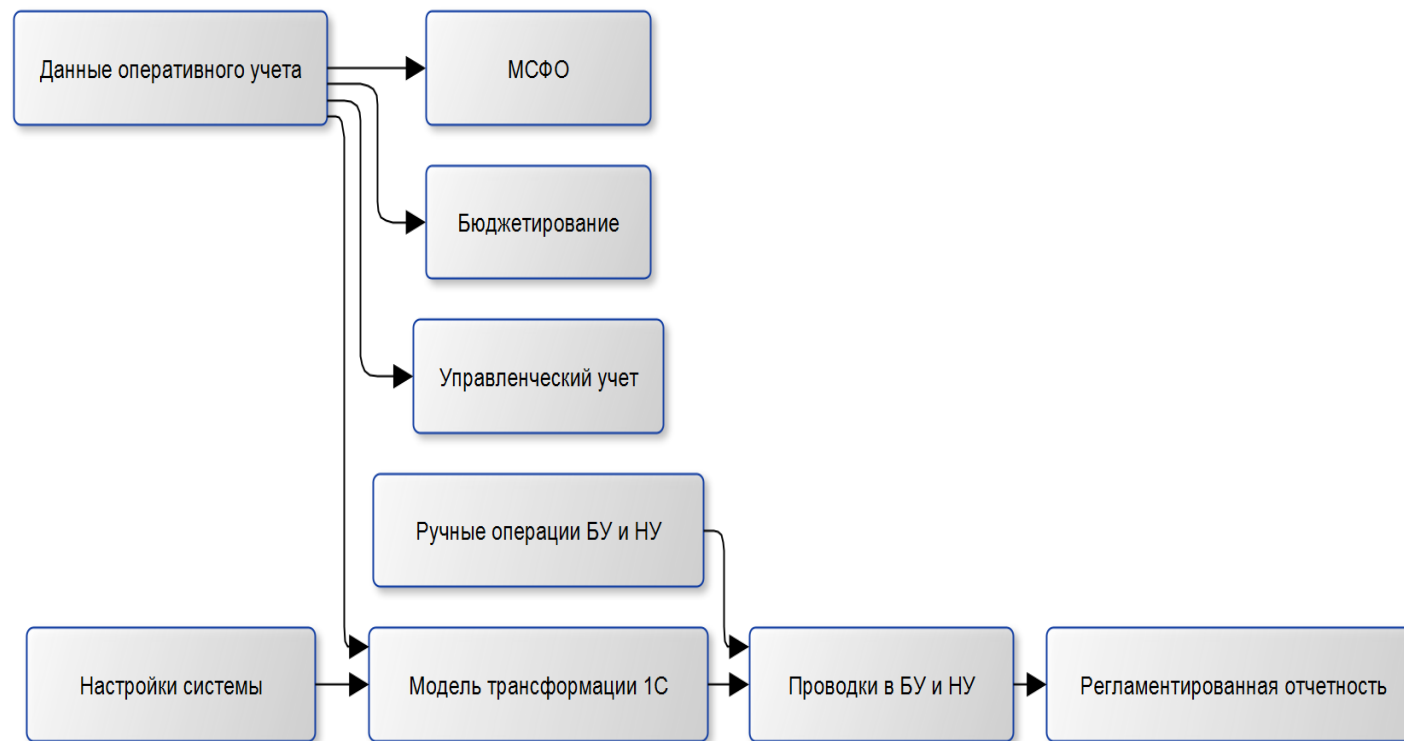 Данные оперативного учета
МСФО
Бюджетирование
Управленческий учет
Ручные операции БУ и НУ
Настройки системы
Модель трансформации 1С
Проводки в БУ и НУ
Регламентированная отчетность